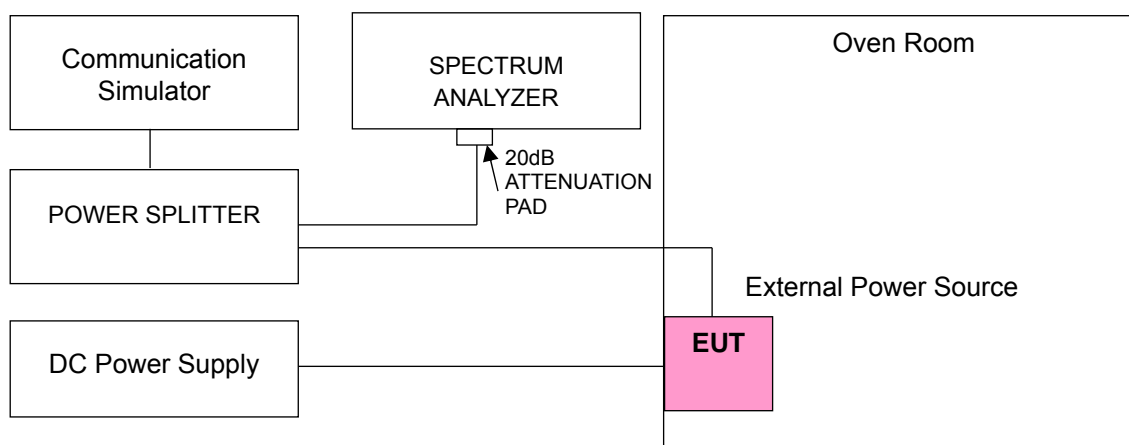 Communication
Simulator
SPECTRUM
ANALYZER
Oven Room
20dB
ATTENUATION
PAD
POWER SPLITTER
External Power Source
EUT
DC Power Supply